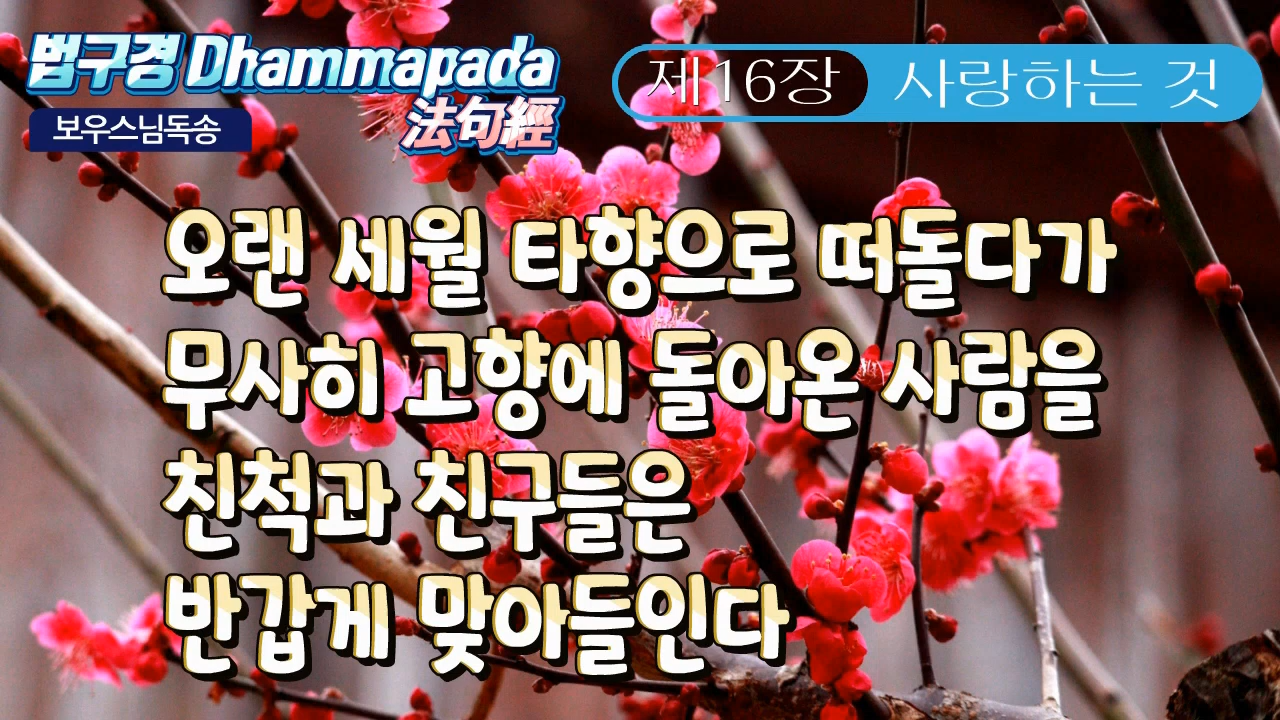 법구경 Dhammapada
法句經
보우스님독송
제16장 사랑하는 것
오랜 세월 타향으로 떠돌다가
무사히 고향에 돌아온 사람을
친척과 친구들은
반갑게 맞아들인다